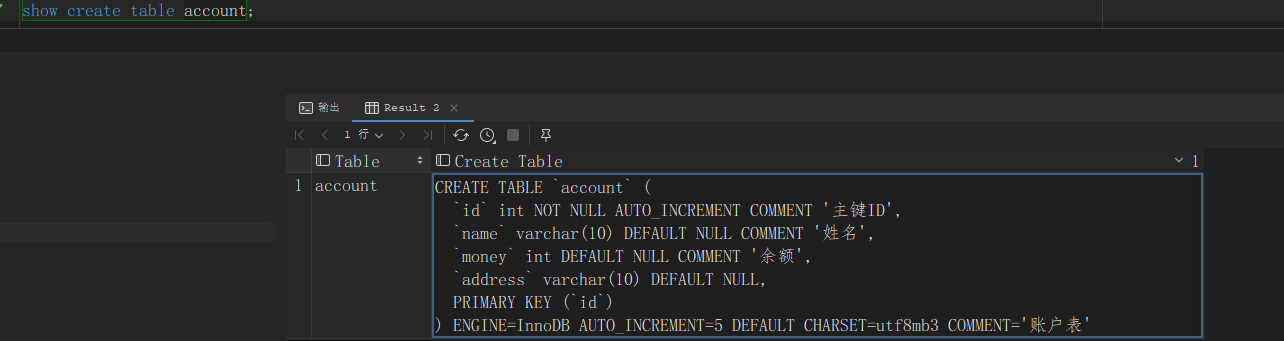 show create table account;
输出 Result 2
1 行
Table Create Table 1
1 account CREATE TABLE `account` (
`id` int NOT NULL AUTO_INCREMENT COMMENT '主键ID',
`name` varchar(10) DEFAULT NULL COMMENT '姓名',
`money` int DEFAULT NULL COMMENT '余额',
`address` varchar(10) DEFAULT NULL,
PRIMARY KEY (`id`)
) ENGINE=InnoDB AUTO_INCREMENT=5 DEFAULT CHARSET=utf8mb3 COMMENT='账户表'